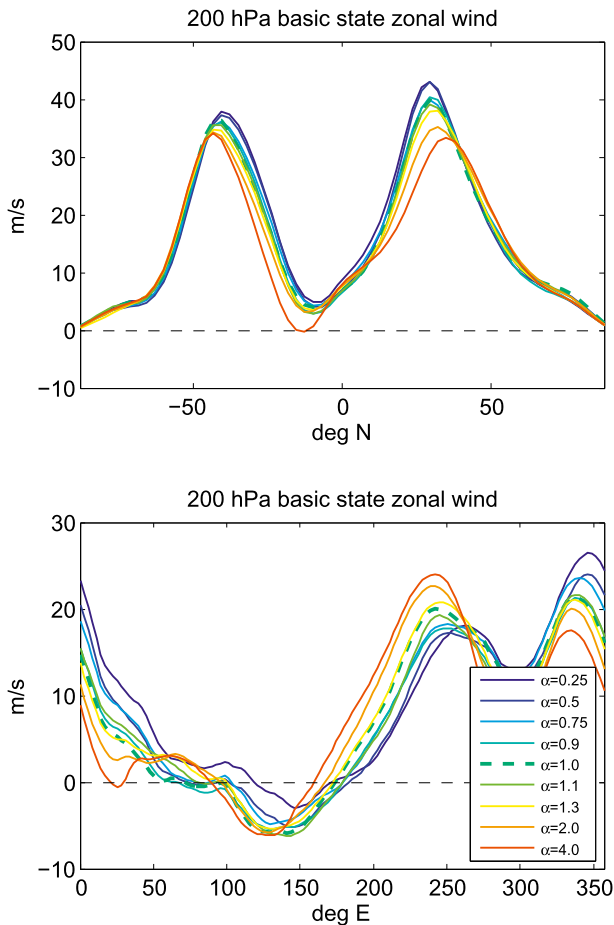 200 hPa basic state zonal wind
50
40
30
20
10
0
−10
m/s
−50 0 50
deg N
200 hPa basic state zonal wind
30
20
10
0
−10
m/s
α=0.25
α=0.5
α=0.75
α=0.9
α=1.0
α=1.1
α=1.3
α=2.0
α=4.0
0 50 100 150 200 250 300 350
deg E